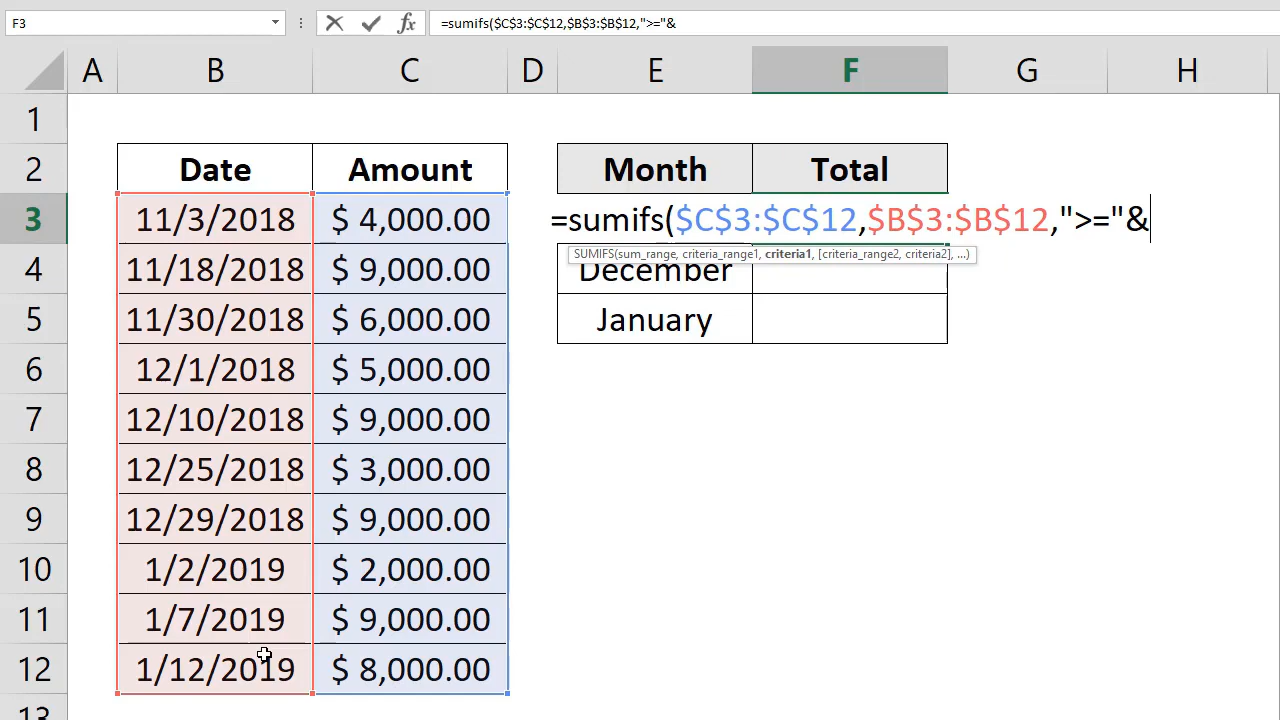 F3 fx =sumifs($C$3:$C$12,$B$3:$B$12,">="&
A B C D E F G H
1
2 Date Amount Month Total
3 11/3/2018 $ 4,000.00 =sumifs($C$3:$C$12,$B$3:$B$12,">="&
SUMIFS(sum_range, criteria_range1, criteria1, [criteria_range2, criteria2], ...)
4 11/18/2018 $ 9,000.00 December
5 11/30/2018 $ 6,000.00 January
6 12/1/2018 $ 5,000.00
7 12/10/2018 $ 9,000.00
8 12/25/2018 $ 3,000.00
9 12/29/2018 $ 9,000.00
10 1/2/2019 $ 2,000.00
11 1/7/2019 $ 9,000.00
12 1/12/2019 $ 8,000.00
13